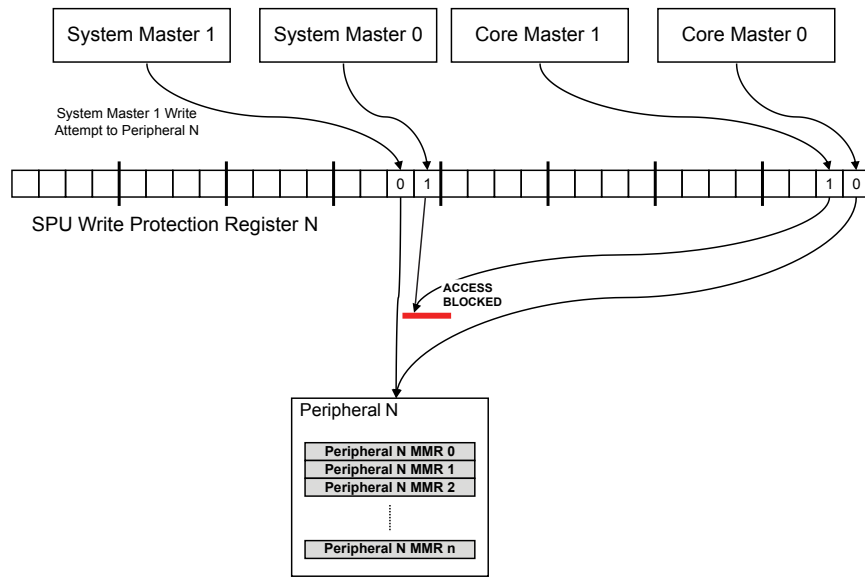 System Master 1
System Master 0
Core Master 1
Core Master 0
System Master 1 Write
Attempt to Peripheral N
0 1 1 0
SPU Write Protection Register N
ACCESS
BLOCKED
Peripheral N
Peripheral N MMR 0
Peripheral N MMR 1
Peripheral N MMR 2
Peripheral N MMR n